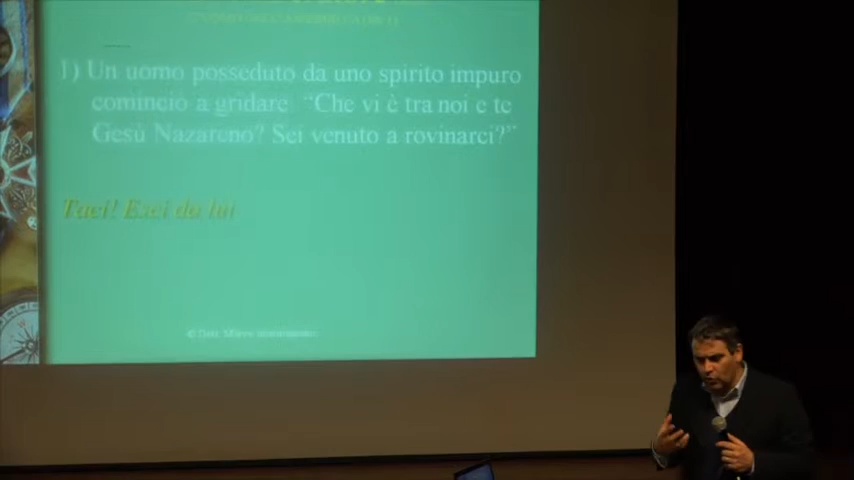 1) Un uomo posseduto da uno spirito impuro
cominciò a gridare "Che vi è tra noi e te
Gesù Nazareno? Sei venuto a rovinarci?"
Taci! Esci da lui
© Dott.